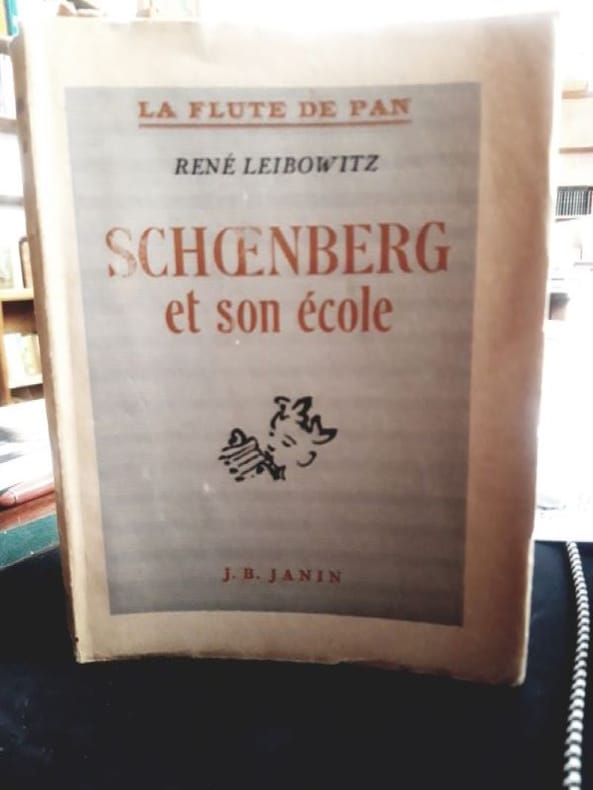 LA FLUTE DE PAN
RENÉ LEIBOWITZ
SCHŒNBERG
et son école
J. B. JANIN